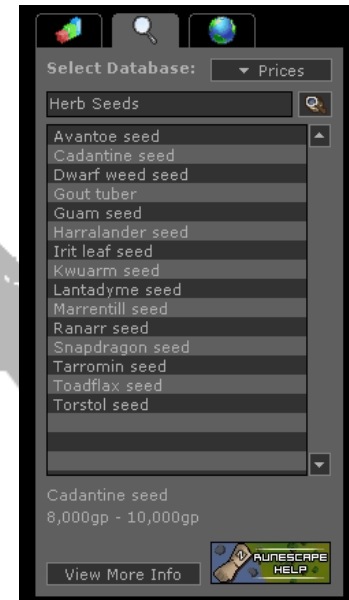 Select Database:
Prices
Herb Seeds
Avantoe seed
Cadantine seed
Dwarf weed seed
Gout tuber
Guam seed
Harralander seed
Irit leaf seed
Kwuarm seed
Lantadyme seed
Marrentill seed
Ranarr seed
Snapdragon seed
Tarromin seed
Toadflax seed
Torstol seed
Cadantine seed
8,000gp - 10,000gp
View More Info
RUNESCAPE
HELP